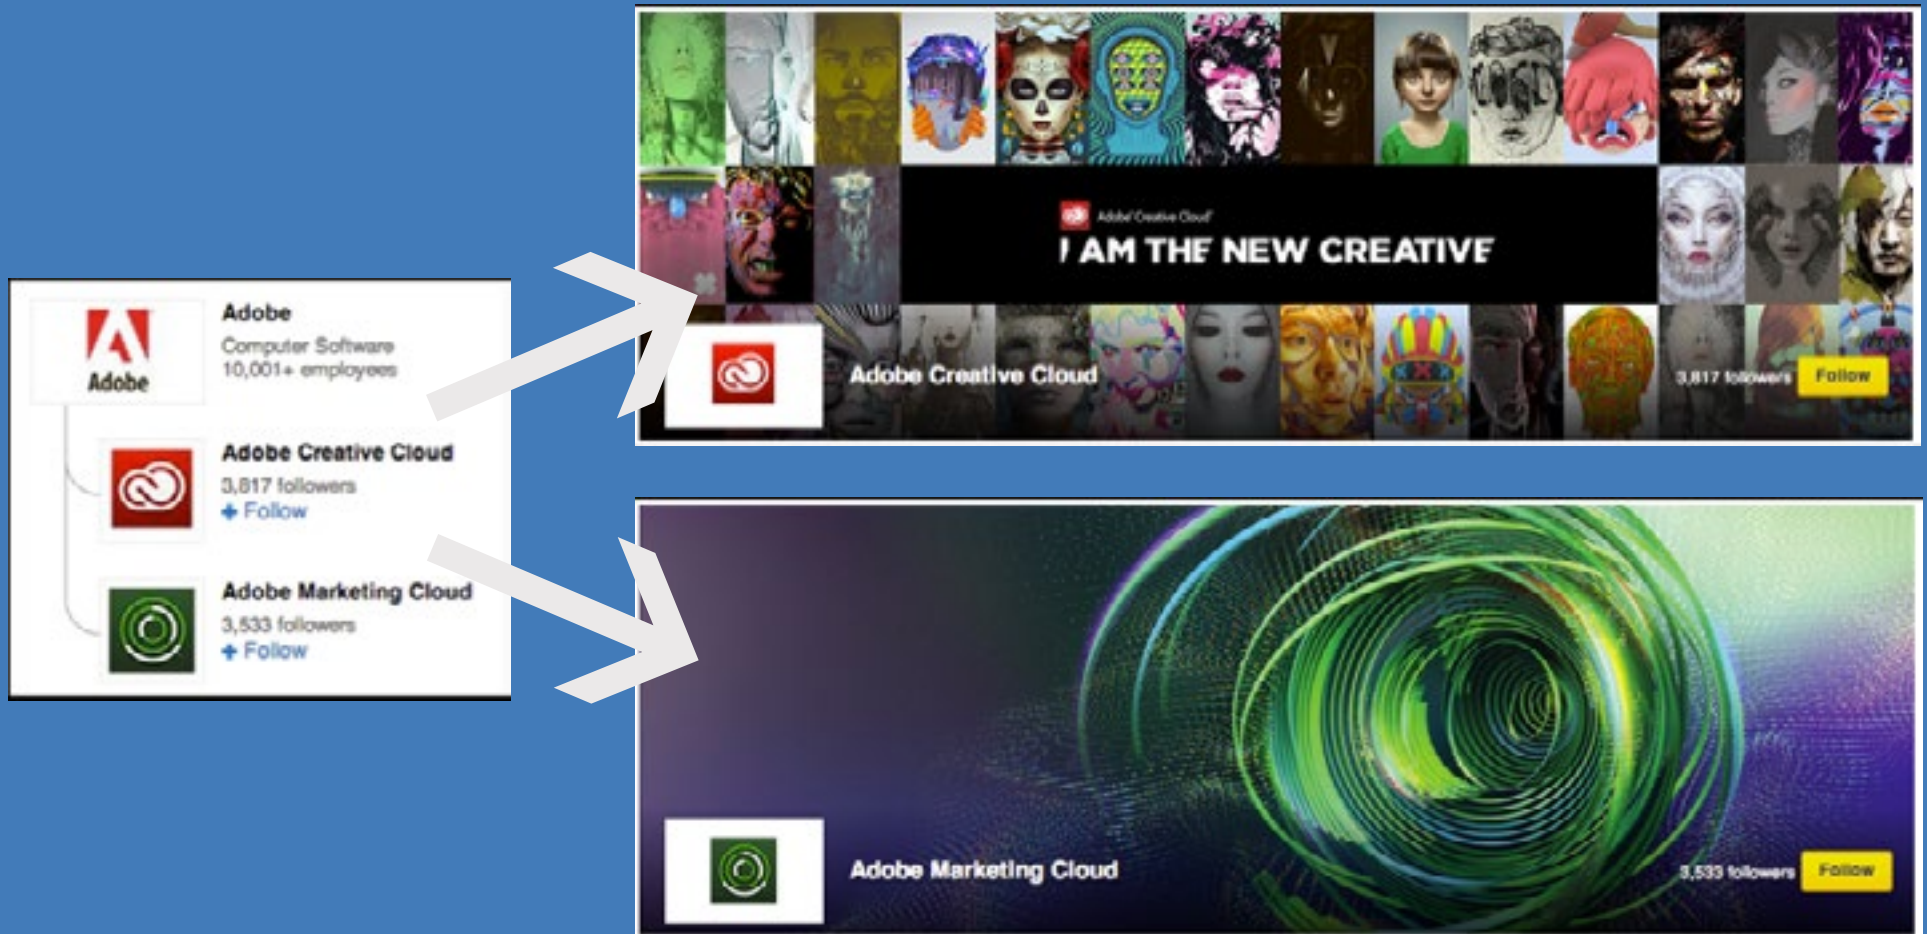 Adobe
Adobe
Computer Software
10,001+ employees
Adobe Creative Cloud
3,817 followers
+ Follow
Adobe Marketing Cloud
3,533 followers
+ Follow
Adobe Creative Cloud
I AM THE NEW CREATIVE
Adobe Creative Cloud
3,817 followers
Follow
Adobe Marketing Cloud
3,533 followers
Follow